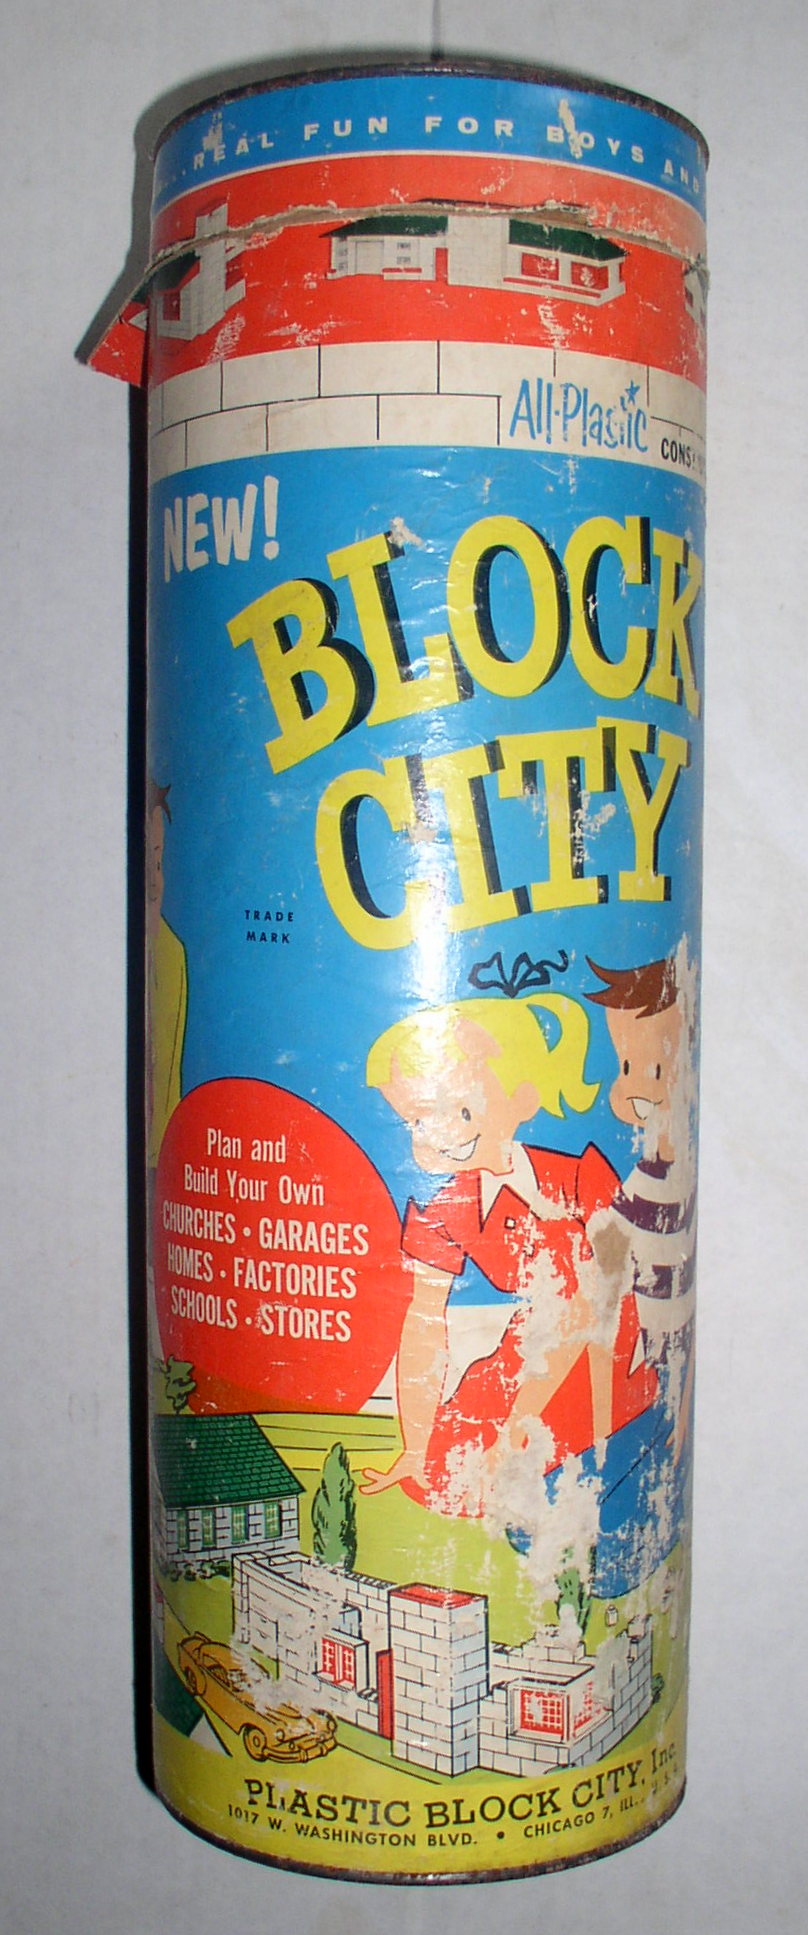 ...REAL FUN FOR BOYS AND
All-Plastic
NEW!
BLOCK
CITY
TRADE
MARK
Plan and
Build Your Own
CHURCHES • GARAGES
HOMES • FACTORIES
SCHOOLS • STORES
PLASTIC BLOCK CITY, Inc.
1017 W. WASHINGTON BLVD. • CHICAGO 7, ILL.. U.S.A.